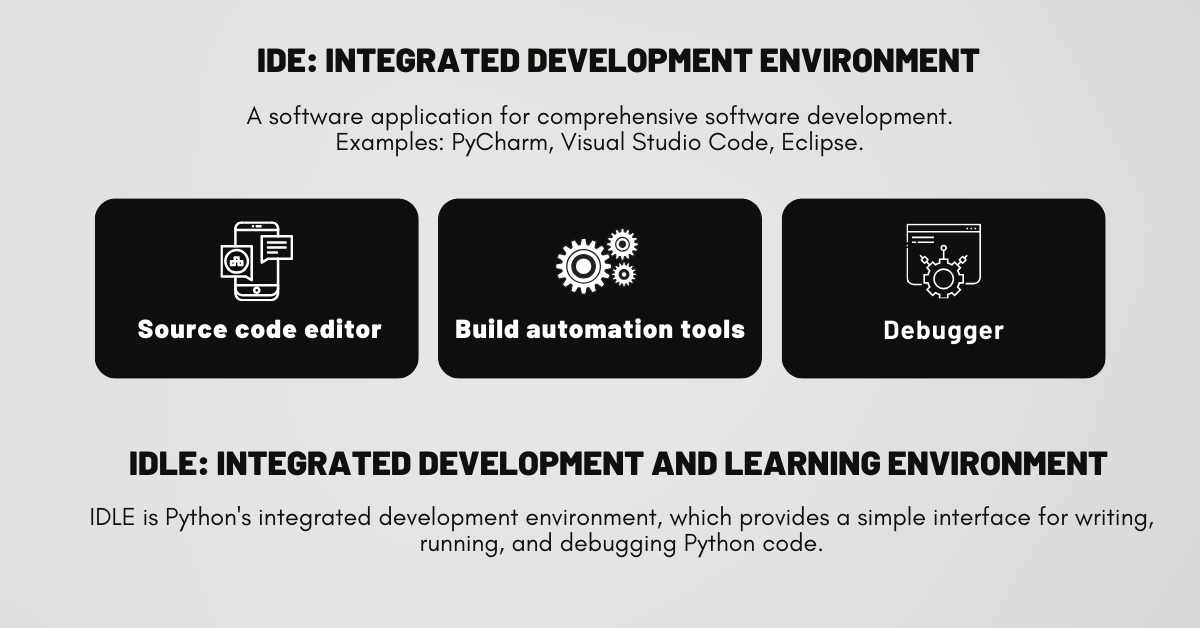 IDE: INTEGRATED DEVELOPMENT ENVIRONMENT
A software application for comprehensive software development.
Examples: PyCharm, Visual Studio Code, Eclipse.
Source code editor
Build automation tools
Debugger
IDLE: INTEGRATED DEVELOPMENT AND LEARNING ENVIRONMENT
IDLE is Python's integrated development environment, which provides a simple interface for writing,
running, and debugging Python code.